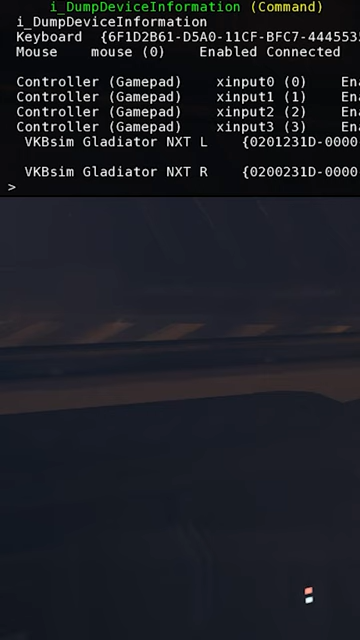 i_DumpDeviceInformation (Command)
i_DumpDeviceInformation
Keyboard {6F1D2B61-D5A0-11CF-BFC7-444553
Mouse mouse (0) Enabled Connected
Controller (Gamepad) xinput0 (0) En
Controller (Gamepad) xinput1 (1) En
Controller (Gamepad) xinput2 (2) En
Controller (Gamepad) xinput3 (3) En
VKBsim Gladiator NXT L {0201231D-0000
VKBsim Gladiator NXT R {0200231D-0000
>